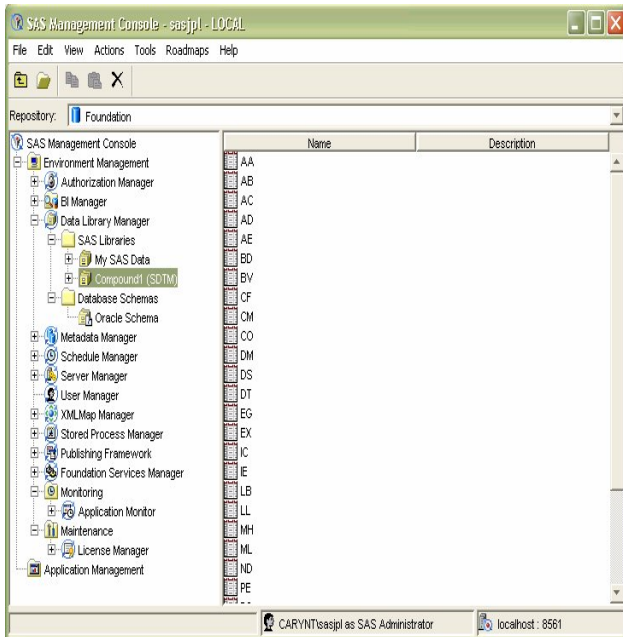 SAS Management Console - sasjpl - LOCAL
File Edit View Actions Tools Roadmaps Help
Repository: Foundation
SAS Management Console
Environment Management
Authorization Manager
BI Manager
Data Library Manager
SAS Libraries
My SAS Data
Compound1 (SDTM)
Database Schemas
Oracle Schema
Metadata Manager
Schedule Manager
Server Manager
User Manager
XMLMap Manager
Stored Process Manager
Publishing Framework
Foundation Services Manager
Monitoring
Application Monitor
Maintenance
License Manager
Application Management
Name Description
AA
AB
AC
AD
AE
BD
BV
CF
CM
CO
DM
DS
DT
EG
EX
IC
IE
LB
LL
MH
ML
ND
PE
CARYNT\sasjpl as SAS Administrator
localhost : 8561